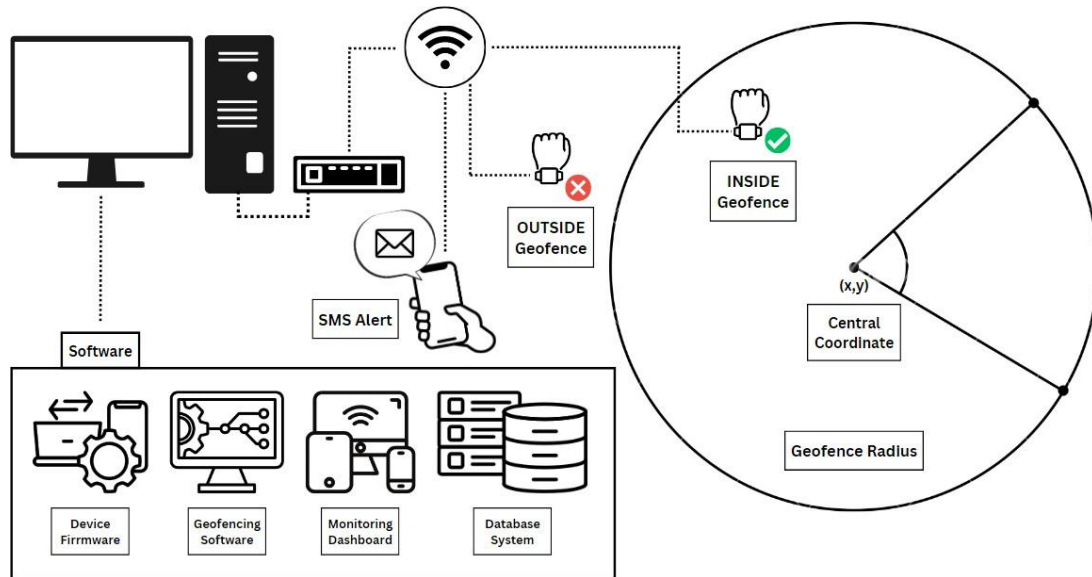 OUTSIDE
Geofence
INSIDE
Geofence
(x,y)
Central
Coordinate
SMS Alert
Software
Geofence Radius
Device
Firrmware
Geofencing
Software
Monitoring
Dashboard
Database
System